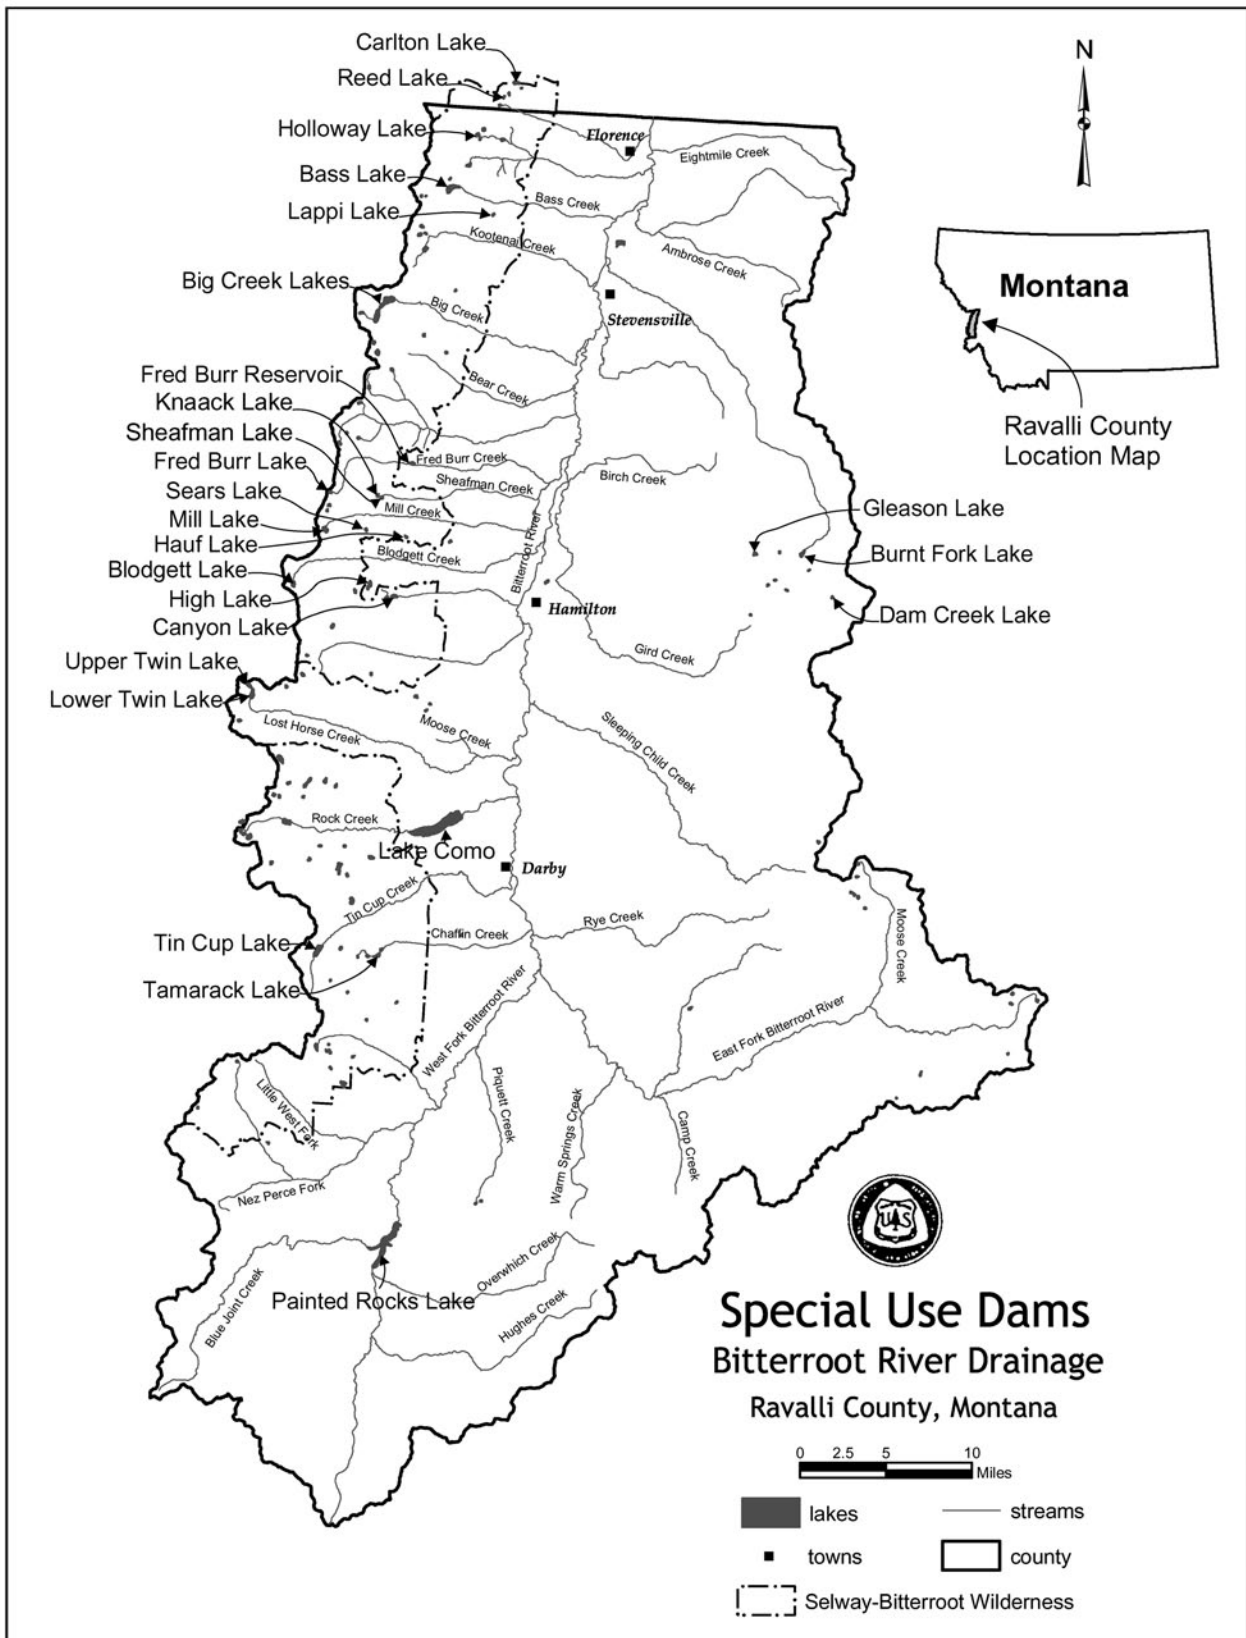 Carlton Lake
Reed Lake
N
Holloway Lake
Florence
Eightmile Creek
Bass Lake
Bass Creek
Lappi Lake
Kootenai Creek
Ambrose Creek
Big Creek Lakes
Big Creek
Stevensville
Montana
Fred Burr Reservoir
Bear Creek
Knaack Lake
Sheafman Lake
Ravalli County
Location Map
Fred Burr Lake
Fred Burr Creek
Sheafman Creek
Birch Creek
Sears Lake
Mill Creek
Gleason Lake
Mill Lake
Hauf Lake
Bitterroot River
Burnt Fork Lake
Blodgett Creek
Blodgett Lake
High Lake
Hamilton
Dam Creek Lake
Canyon Lake
Gird Creek
Upper Twin Lake
Lower Twin Lake
Lost Horse Creek
Moose Creek
Sleeping Child Creek
Rock Creek
Lake Como
Darby
Tin Cup Creek
Rye Creek
Moose Creek
Chaflin Creek
Tin Cup Lake
Tamarack Lake
West Fork Bitterroot River
East Fork Bitterroot River
Little West Fork
Piquett Creek
Warm Springs Creek
Camp Creek
Nez Perce Fork
U S
Overwhich Creek
Blue Joint Creek
Painted Rocks Lake
Hughes Creek
Special Use Dams
Bitterroot River Drainage
Ravalli County, Montana
0 2.5 5 10
Miles
lakes
streams
towns
county
Selway-Bitterroot Wilderness